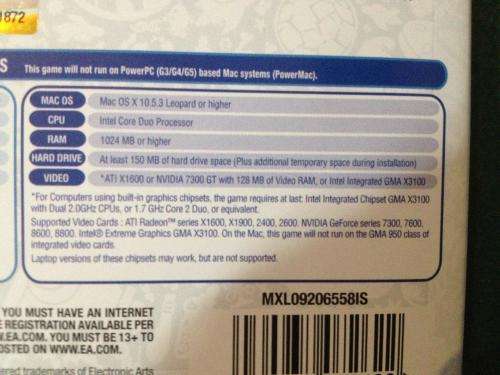 1872
S This game will not run on PowerPC (G3/G4/G5) based Mac systems (PowerMac).
MAC OS Mac OS X 10.5.3 Leopard or higher
CPU Intel Core Duo Processor
RAM 1024 MB or higher
HARD DRIVE At least 150 MB of hard drive space (Plus additional temporary space during installation)
VIDEO *ATI X1600 or NVIDIA 7300 GT with 128 MB of Video RAM, or Intel Integrated GMA X3100
*For Computers using built-in graphics chipsets, the game requires at last: Intel Integrated Chipset GMA X3100
with Dual 2.0GHz CPUs, or 1.7 GHz Core 2 Duo, or equivalent.
Supported Video Cards : ATI Radeon™ series X1600, X1900, 2400, 2600. NVIDIA GeForce series 7300, 7600,
8600, 8800. Intel® Extreme Graphics GMA X3100. On the Mac, this game will not run on the GMA 950 class of
integrated video cards.
Laptop versions of these chipsets may work, but are not supported.
MXL09206558IS
YOU MUST HAVE AN INTERNET
E REGISTRATION AVAILABLE PER
W.EA.COM. YOU MUST BE 13+ TO
OSTED ON WWW.EA.COM.
ered trademarks of Electronic Arts